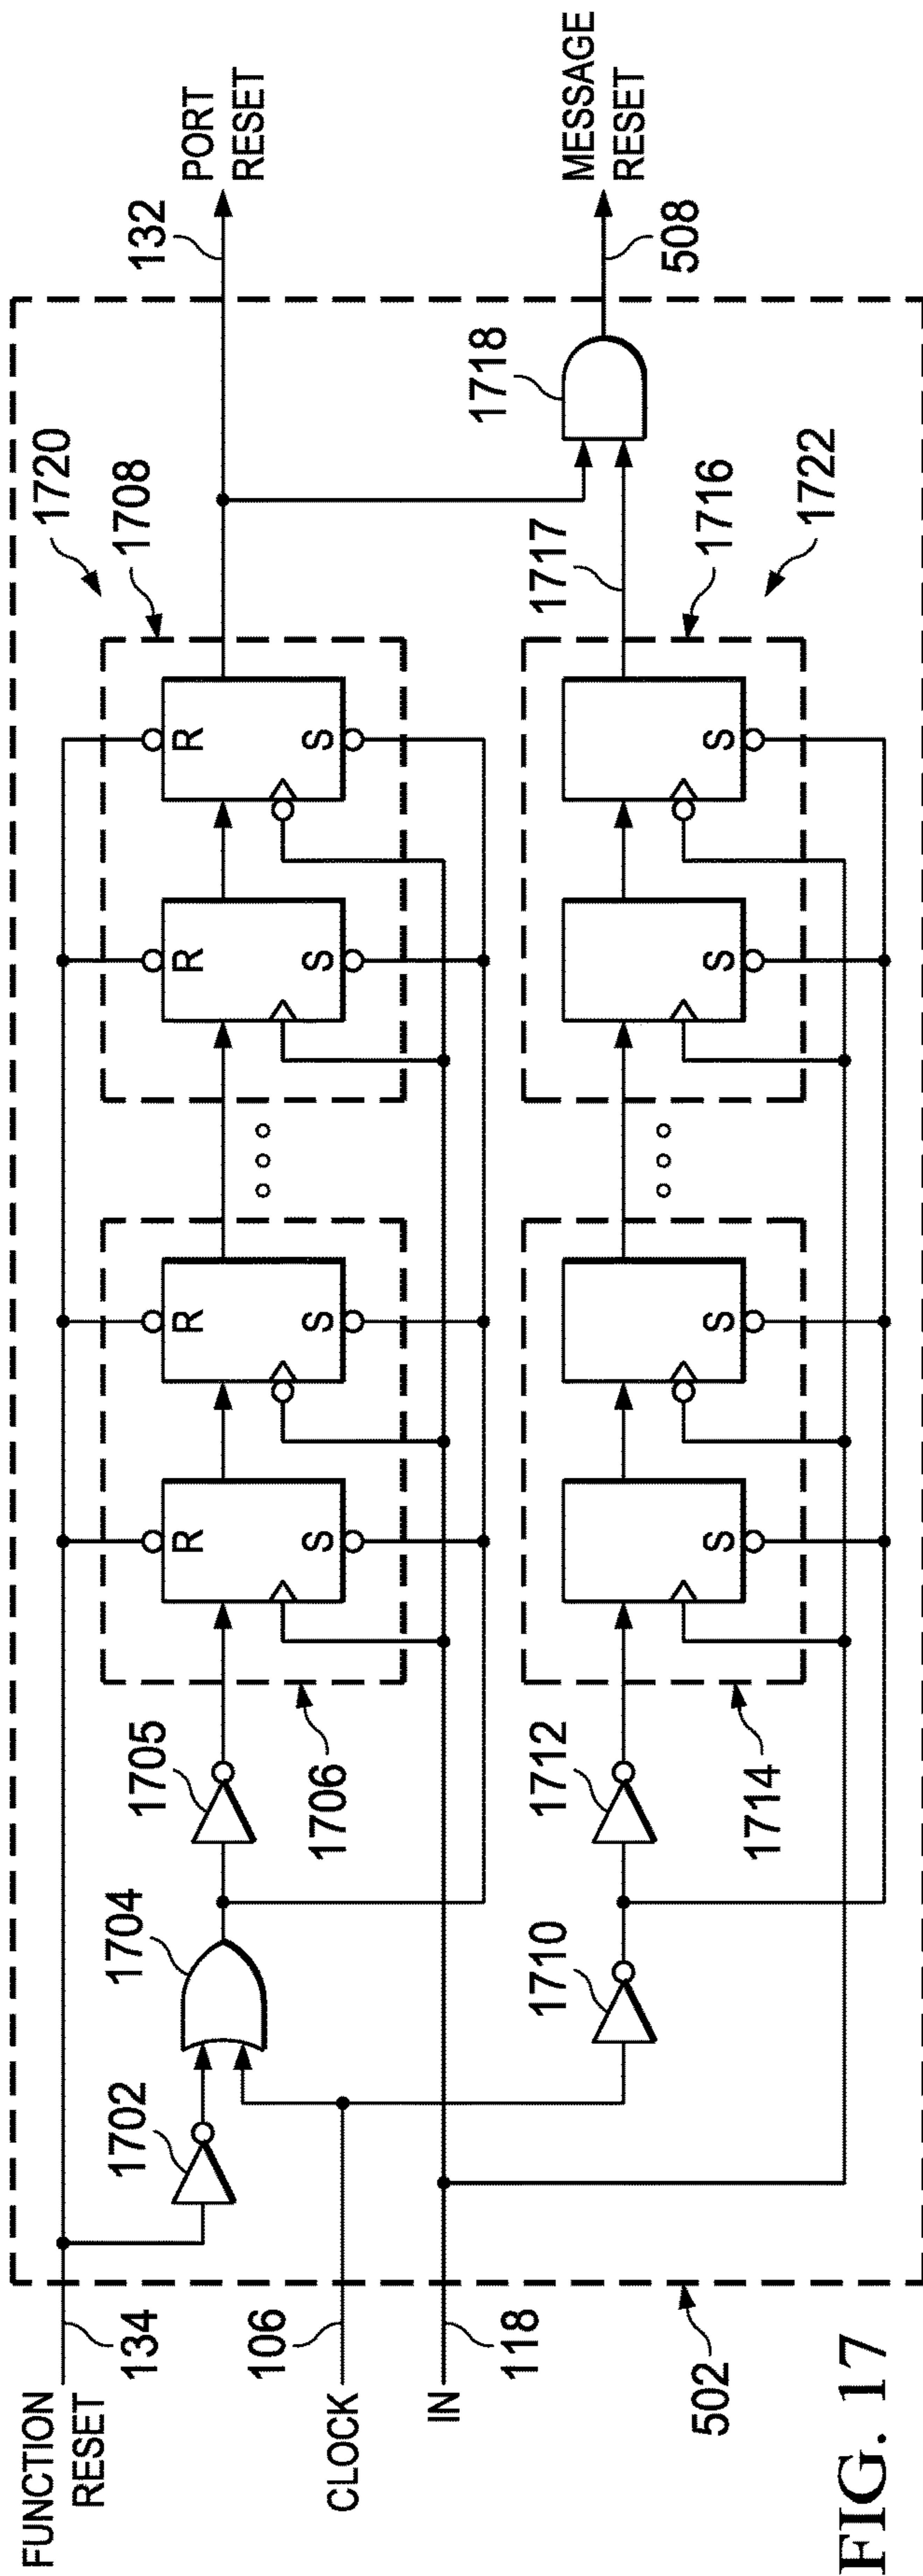 FUNCTION
RESET
134
CLOCK
106
IN
118
502
1702
1704
1705
1706
1710
1712
1714
R
S
R
S
R
S
R
S
S
S
S
S
1720
1708
1717
1716
1722
1718
132
PORT
RESET
508
MESSAGE
RESET
FIG. 17